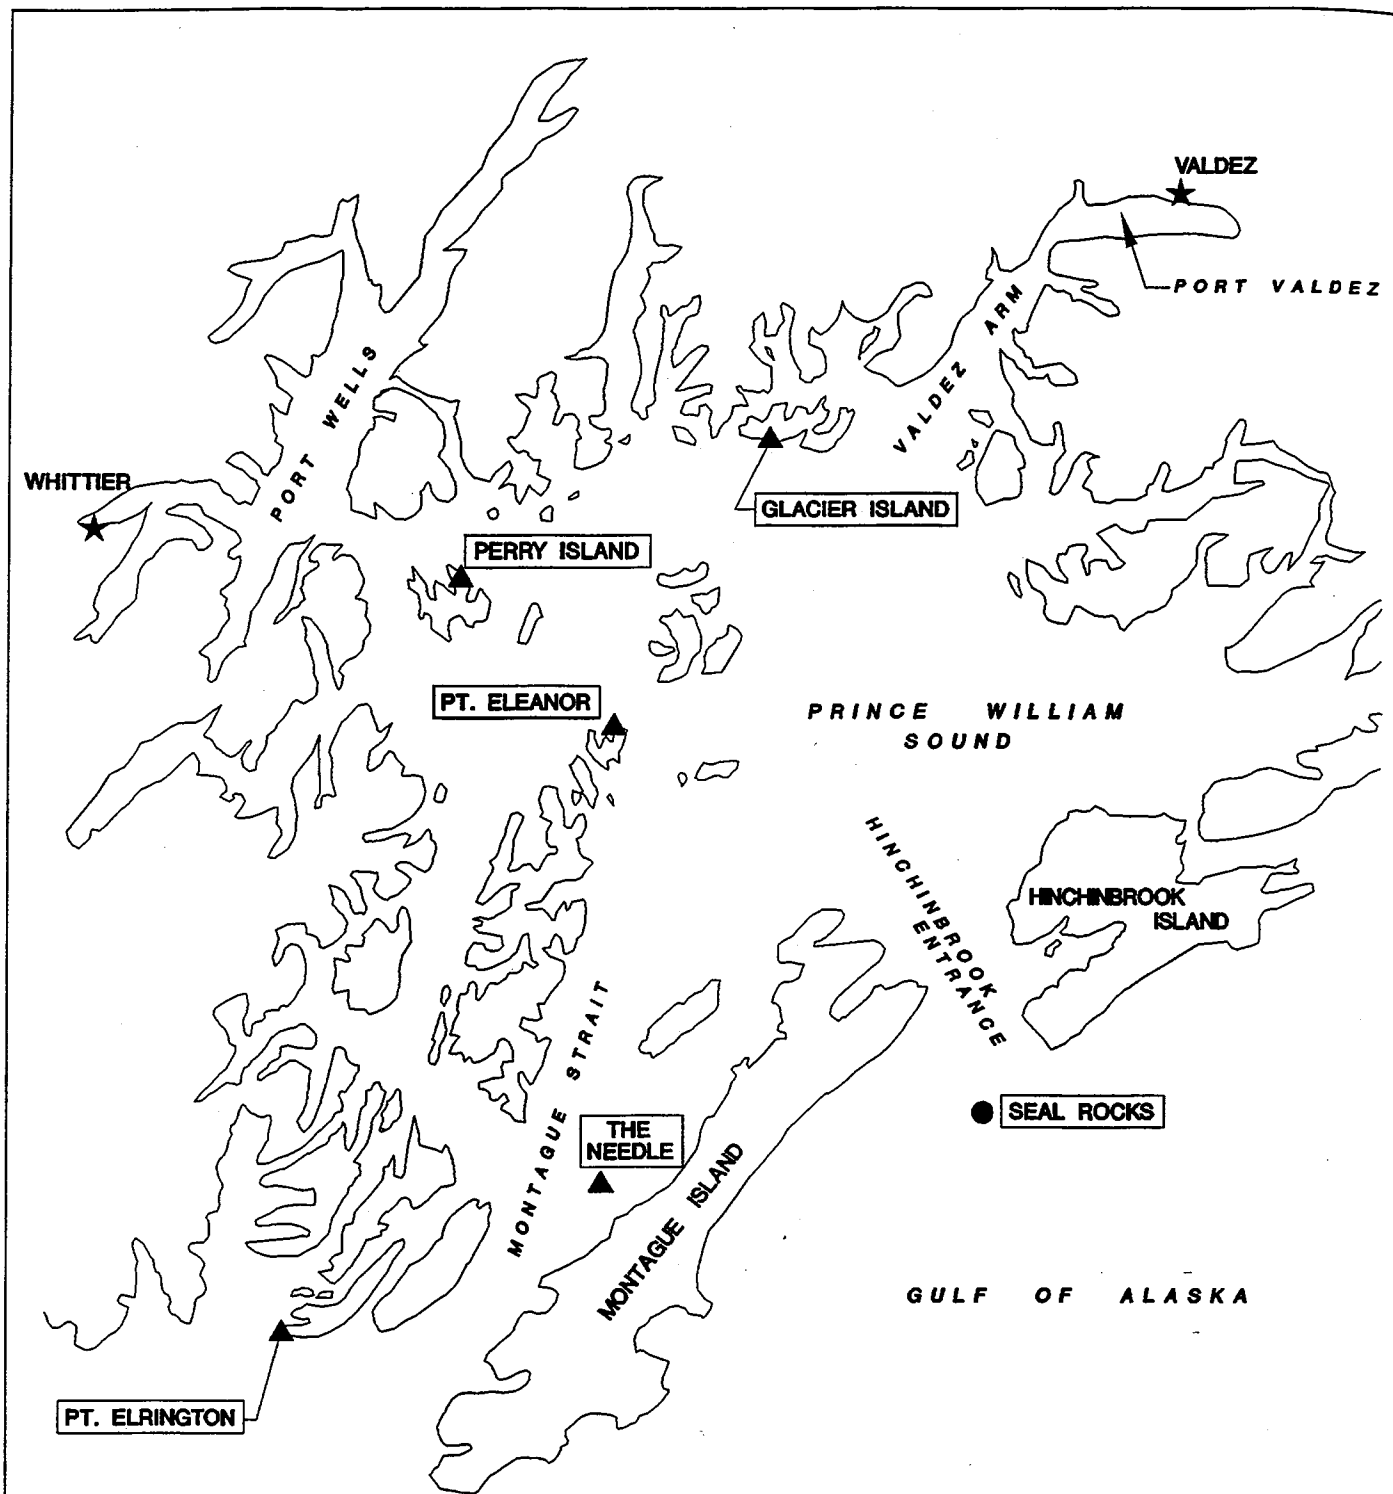 VALDEZ
PORT VALDEZ
VALDEZ ARM
PORT WELLS
WHITTIER
GLACIER ISLAND
PERRY ISLAND
PT. ELEANOR
PRINCE WILLIAM
SOUND
HINCHINBROOK
ENTRANCE
HINCHINBROOK
ISLAND
MONTAGUE STRAIT
SEAL ROCKS
THE
NEEDLE
MONTAGUE ISLAND
GULF OF ALASKA
PT. ELRINGTON